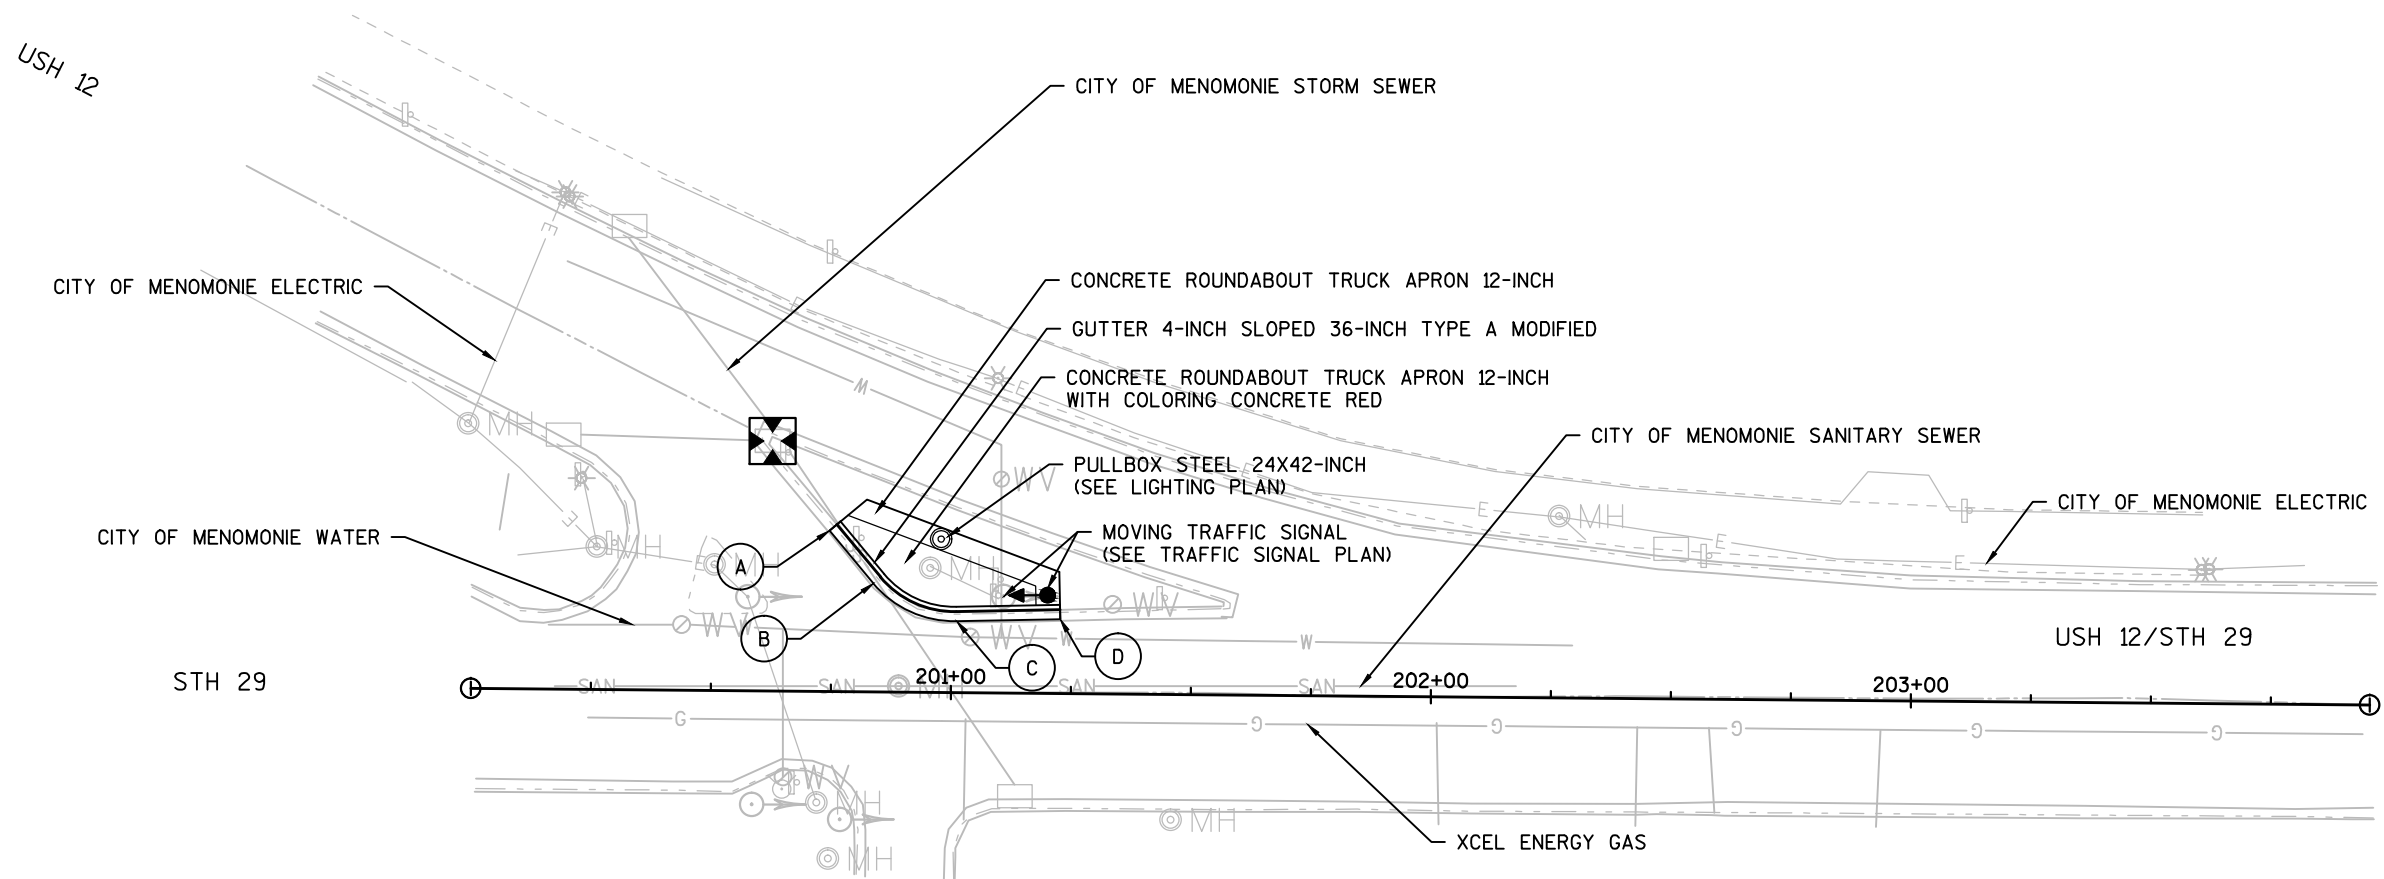 USH 12
CITY OF MENOMONIE STORM SEWER
CITY OF MENOMONIE ELECTRIC
CONCRETE ROUNDABOUT TRUCK APRON 12-INCH
GUTTER 4-INCH SLOPED 36-INCH TYPE A MODIFIED
CONCRETE ROUNDABOUT TRUCK APRON 12-INCH
WITH COLORING CONCRETE RED
CITY OF MENOMONIE SANITARY SEWER
PULLBOX STEEL 24X42-INCH
(SEE LIGHTING PLAN)
CITY OF MENOMONIE ELECTRIC
MOVING TRAFFIC SIGNAL
(SEE TRAFFIC SIGNAL PLAN)
CITY OF MENOMONIE WATER
A
B
C
D
USH 12/STH 29
STH 29
201+00
202+00
203+00
XCEL ENERGY GAS
E
E
E
E
E
E
E
E
E
W
W
W
W
MH
MH
MH
MH
MH
MH
MH
MH
MH
WV
WV
WV
WV
WV
SAN
SAN
SAN
SAN
G
G
G
G
G
G